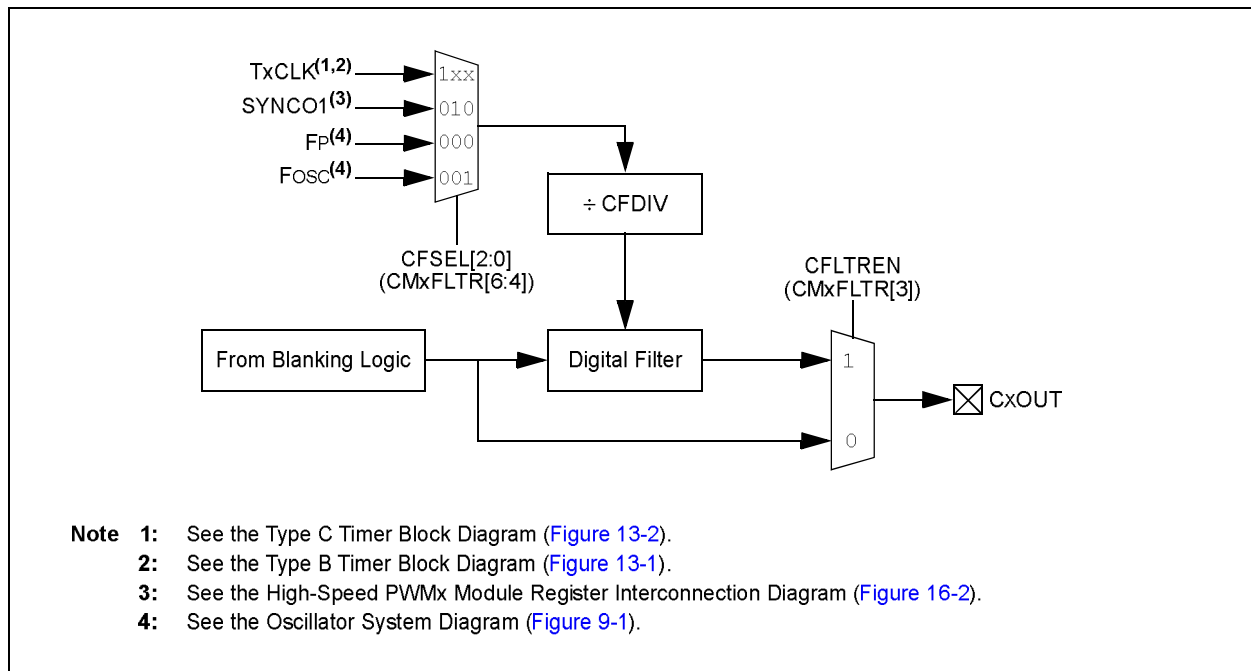 TxCLK(1,2)
SYNCO1(3)
FP(4)
FOSC(4)
1xx
010
000
001
÷ CFDIV
CFSEL[2:0]
(CMxFLTR[6:4])
CFLTREN
(CMxFLTR[3])
From Blanking Logic
Digital Filter
1
0
CxOUT
Note 1: See the Type C Timer Block Diagram (Figure 13-2).
2: See the Type B Timer Block Diagram (Figure 13-1).
3: See the High-Speed PWMx Module Register Interconnection Diagram (Figure 16-2).
4: See the Oscillator System Diagram (Figure 9-1).